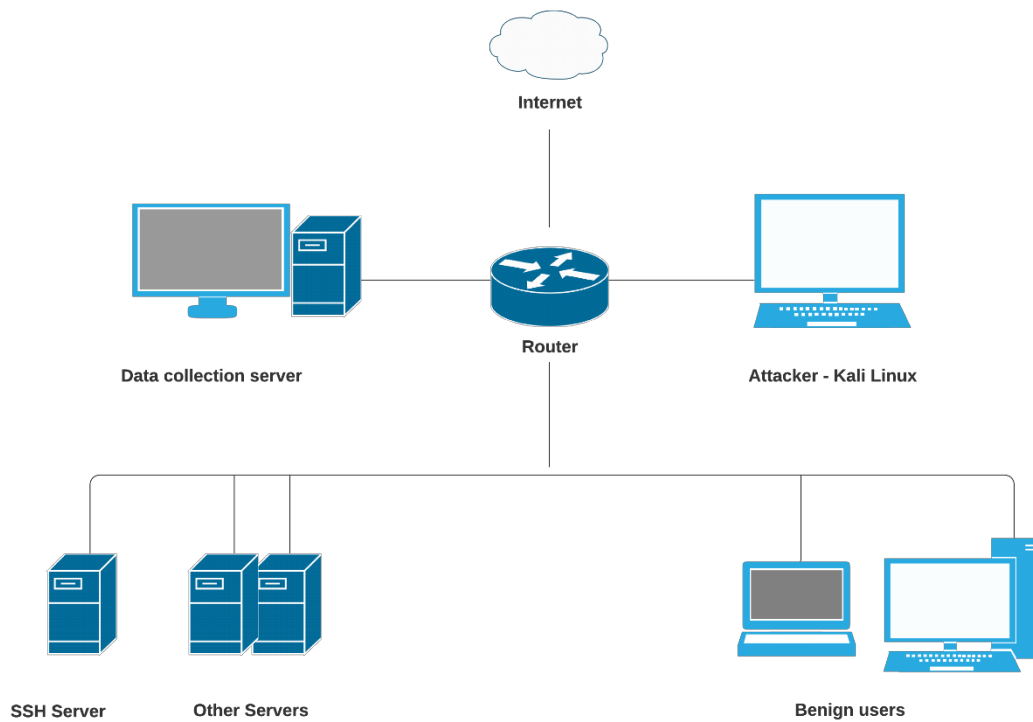 Internet
Router
Data collection server
Attacker - Kali Linux
SSH Server
Other Servers
Benign users